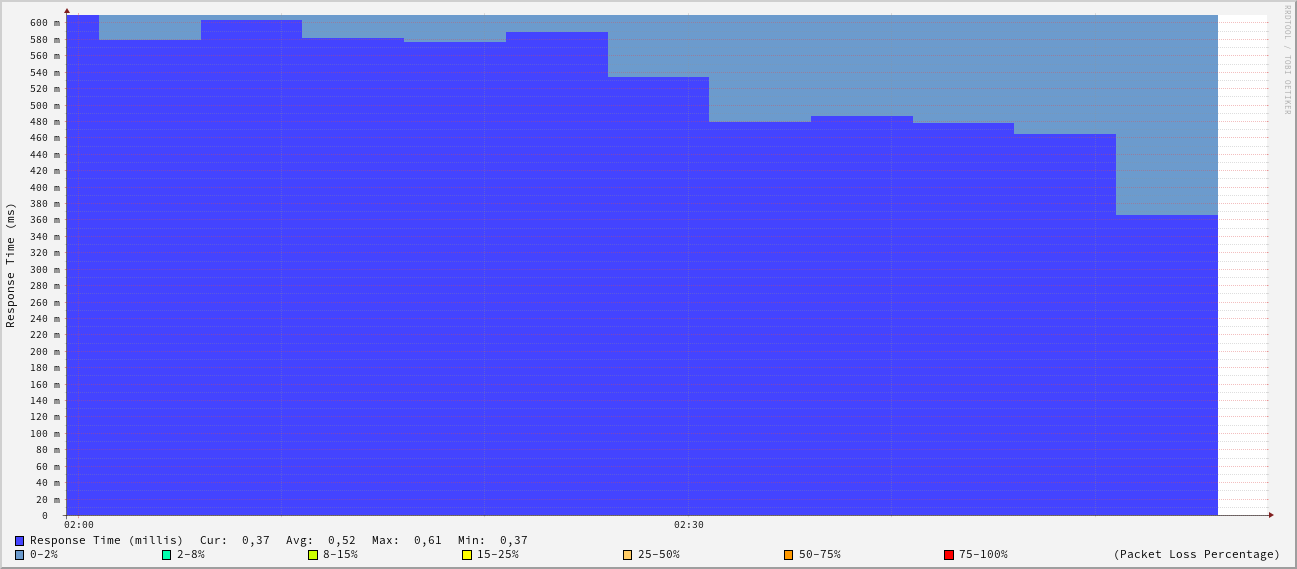 RRDTOOL / TOBI OETIKER
Response Time (ms)
600 m
580 m
560 m
540 m
520 m
500 m
480 m
460 m
440 m
420 m
400 m
380 m
360 m
340 m
320 m
300 m
280 m
260 m
240 m
220 m
200 m
180 m
160 m
140 m
120 m
100 m
80 m
60 m
40 m
20 m
0
02:00 02:30
Response Time (millis) Cur: 0,37 Avg: 0,52 Max: 0,61 Min: 0,37
0-2% 2-8% 8-15% 15-25% 25-50% 50-75% 75-100% (Packet Loss Percentage)